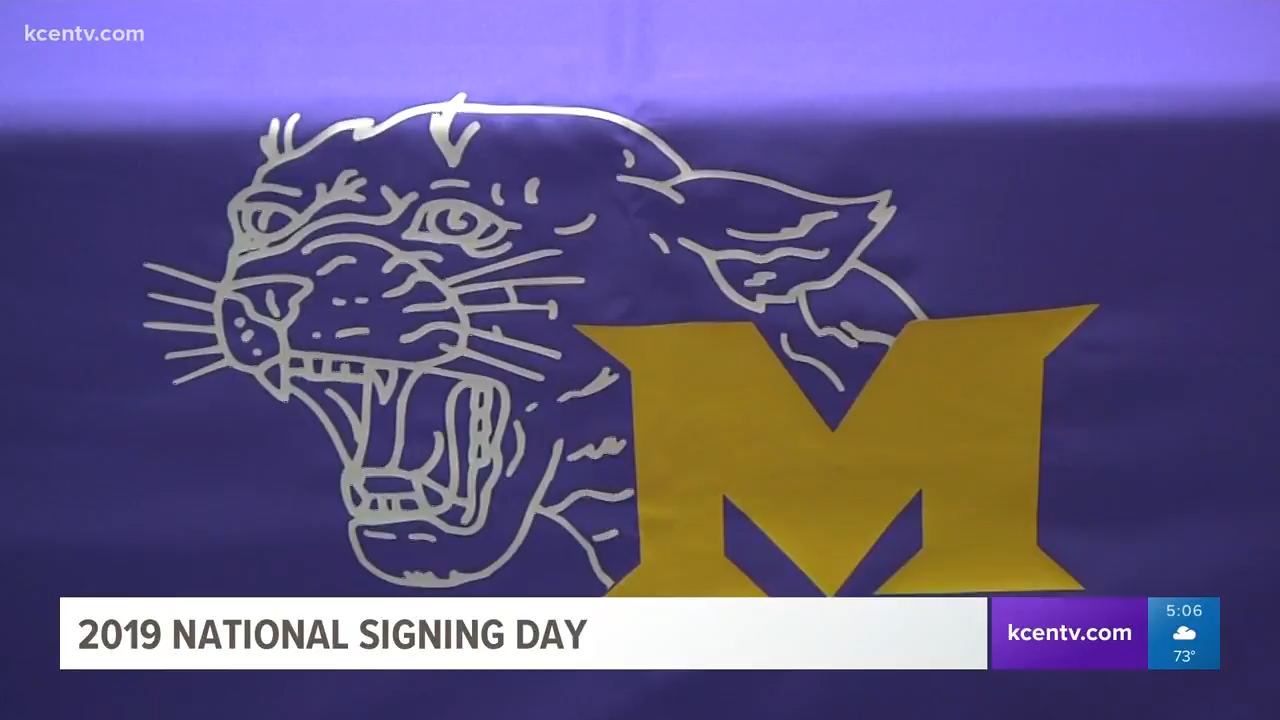 kcentv.com
M
2019 NATIONAL SIGNING DAY
kcentv.com
5:06
73°